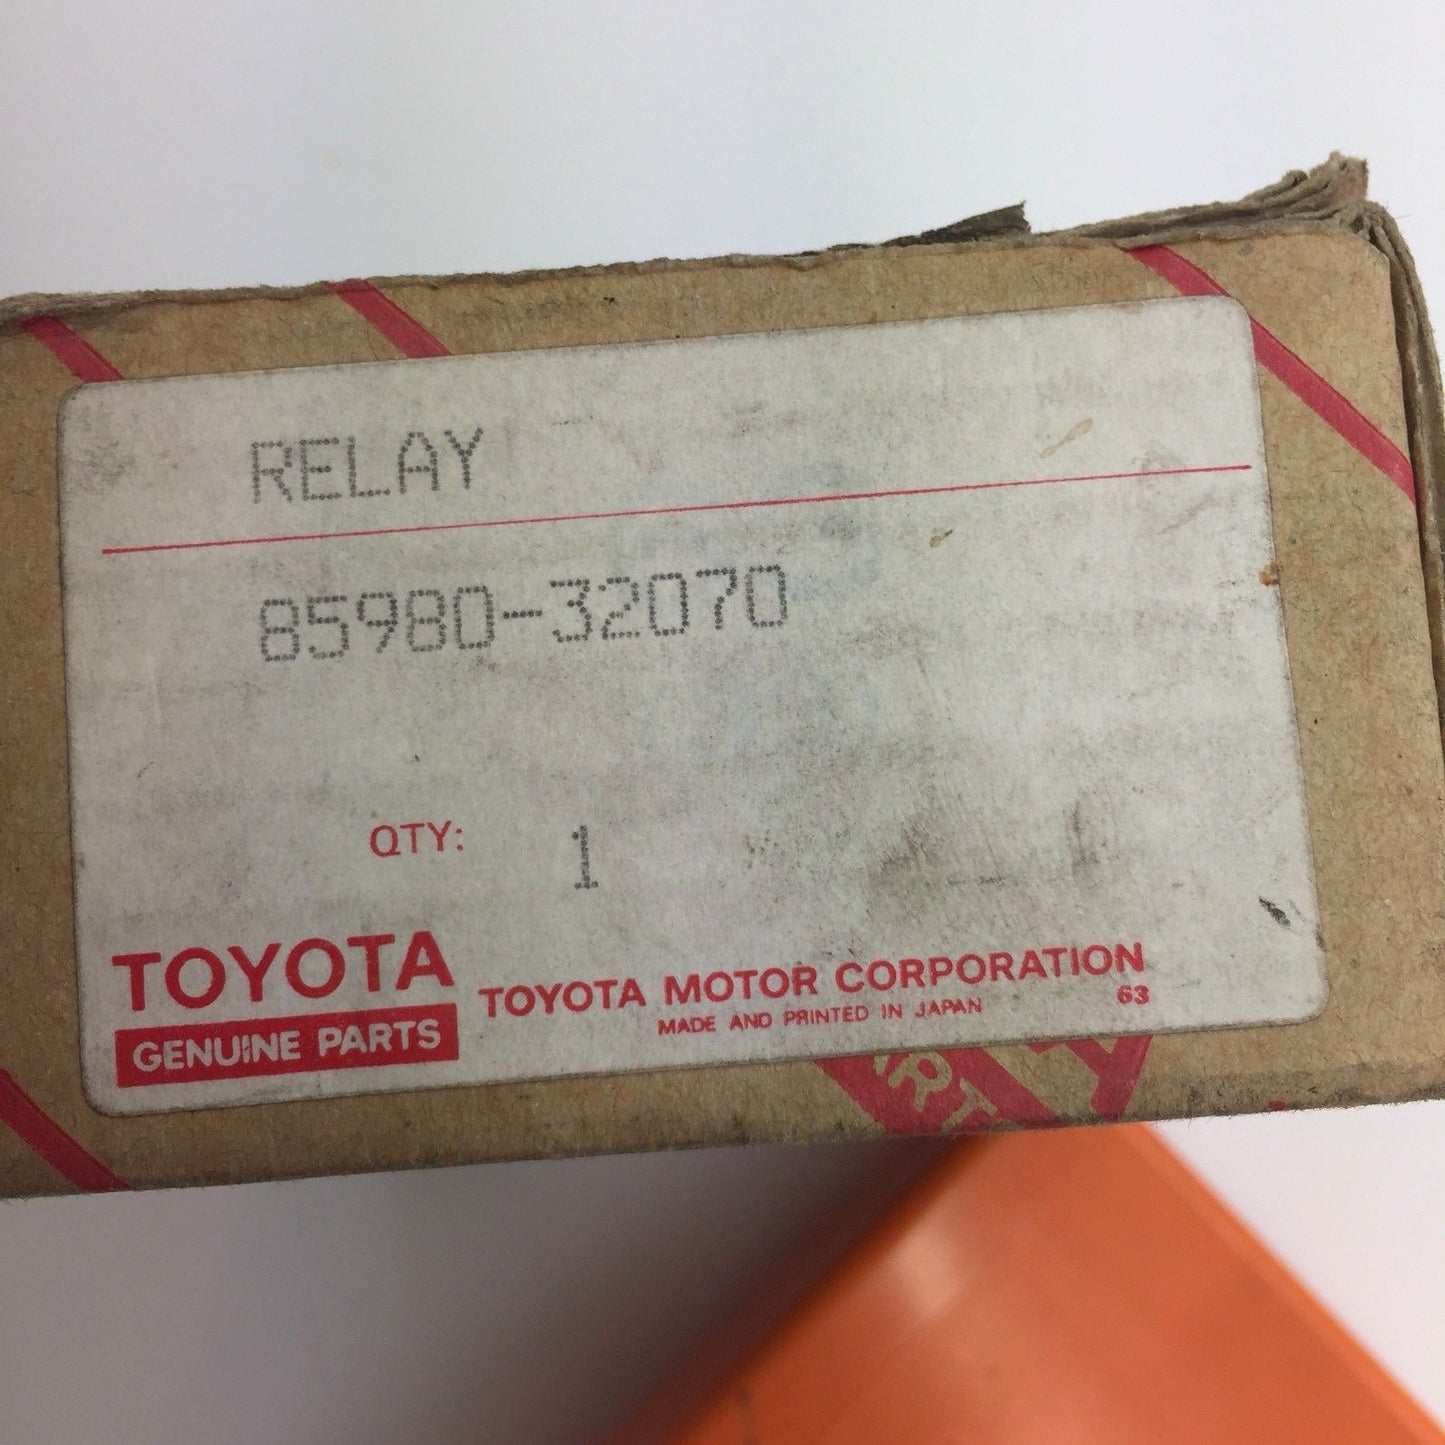 RELAY
85980-32070
QTY: 1
TOYOTA
GENUINE PARTS
TOYOTA MOTOR CORPORATION
MADE AND PRINTED IN JAPAN 63